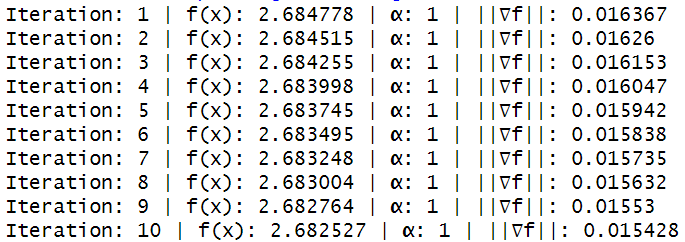 Iteration: 1 | f(x): 2.684778 | α: 1 | ||∇f||: 0.016367
Iteration: 2 | f(x): 2.684515 | α: 1 | ||∇f||: 0.01626
Iteration: 3 | f(x): 2.684255 | α: 1 | ||∇f||: 0.016153
Iteration: 4 | f(x): 2.683998 | α: 1 | ||∇f||: 0.016047
Iteration: 5 | f(x): 2.683745 | α: 1 | ||∇f||: 0.015942
Iteration: 6 | f(x): 2.683495 | α: 1 | ||∇f||: 0.015838
Iteration: 7 | f(x): 2.683248 | α: 1 | ||∇f||: 0.015735
Iteration: 8 | f(x): 2.683004 | α: 1 | ||∇f||: 0.015632
Iteration: 9 | f(x): 2.682764 | α: 1 | ||∇f||: 0.01553
Iteration: 10 | f(x): 2.682527 | α: 1 | ||∇f||: 0.015428